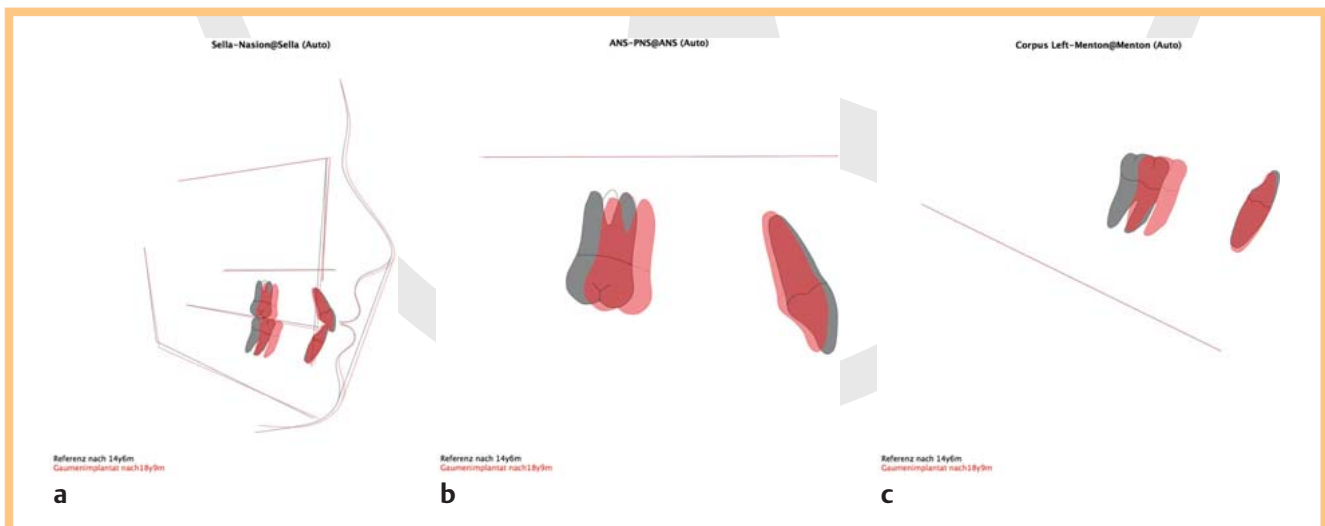 Sella-Nasion@Sella (Auto)
Referenz nach 14y6m
Gaumenimplantat nach18y9m
a
ANS-PNS@ANS (Auto)
Referenz nach 14y6m
Gaumenimplantat nach18y9m
b
Corpus Left-Menton@Menton (Auto)
Referenz nach 14y6m
Gaumenimplantat nach18y9m
c